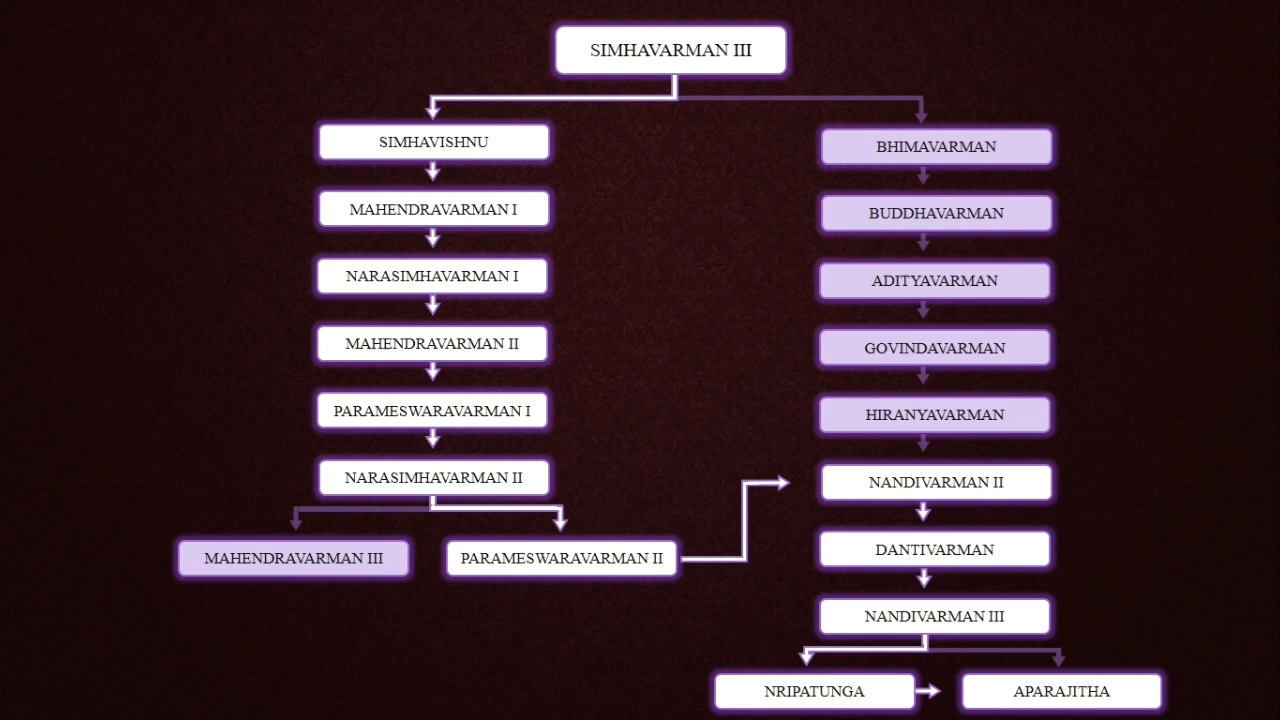 SIMHAVARMAN III
SIMHAVISHNU
MAHENDRAVARMAN I
NARASIMHAVARMAN I
MAHENDRAVARMAN II
PARAMESWARAVARMAN I
NARASIMHAVARMAN II
MAHENDRAVARMAN III
PARAMESWARAVARMAN II
BHIMAVARMAN
BUDDHAVARMAN
ADITYAVARMAN
GOVINDAVARMAN
HIRANYAVARMAN
NANDIVARMAN II
DANTIVARMAN
NANDIVARMAN III
NRIPATUNGA
APARAJITHA